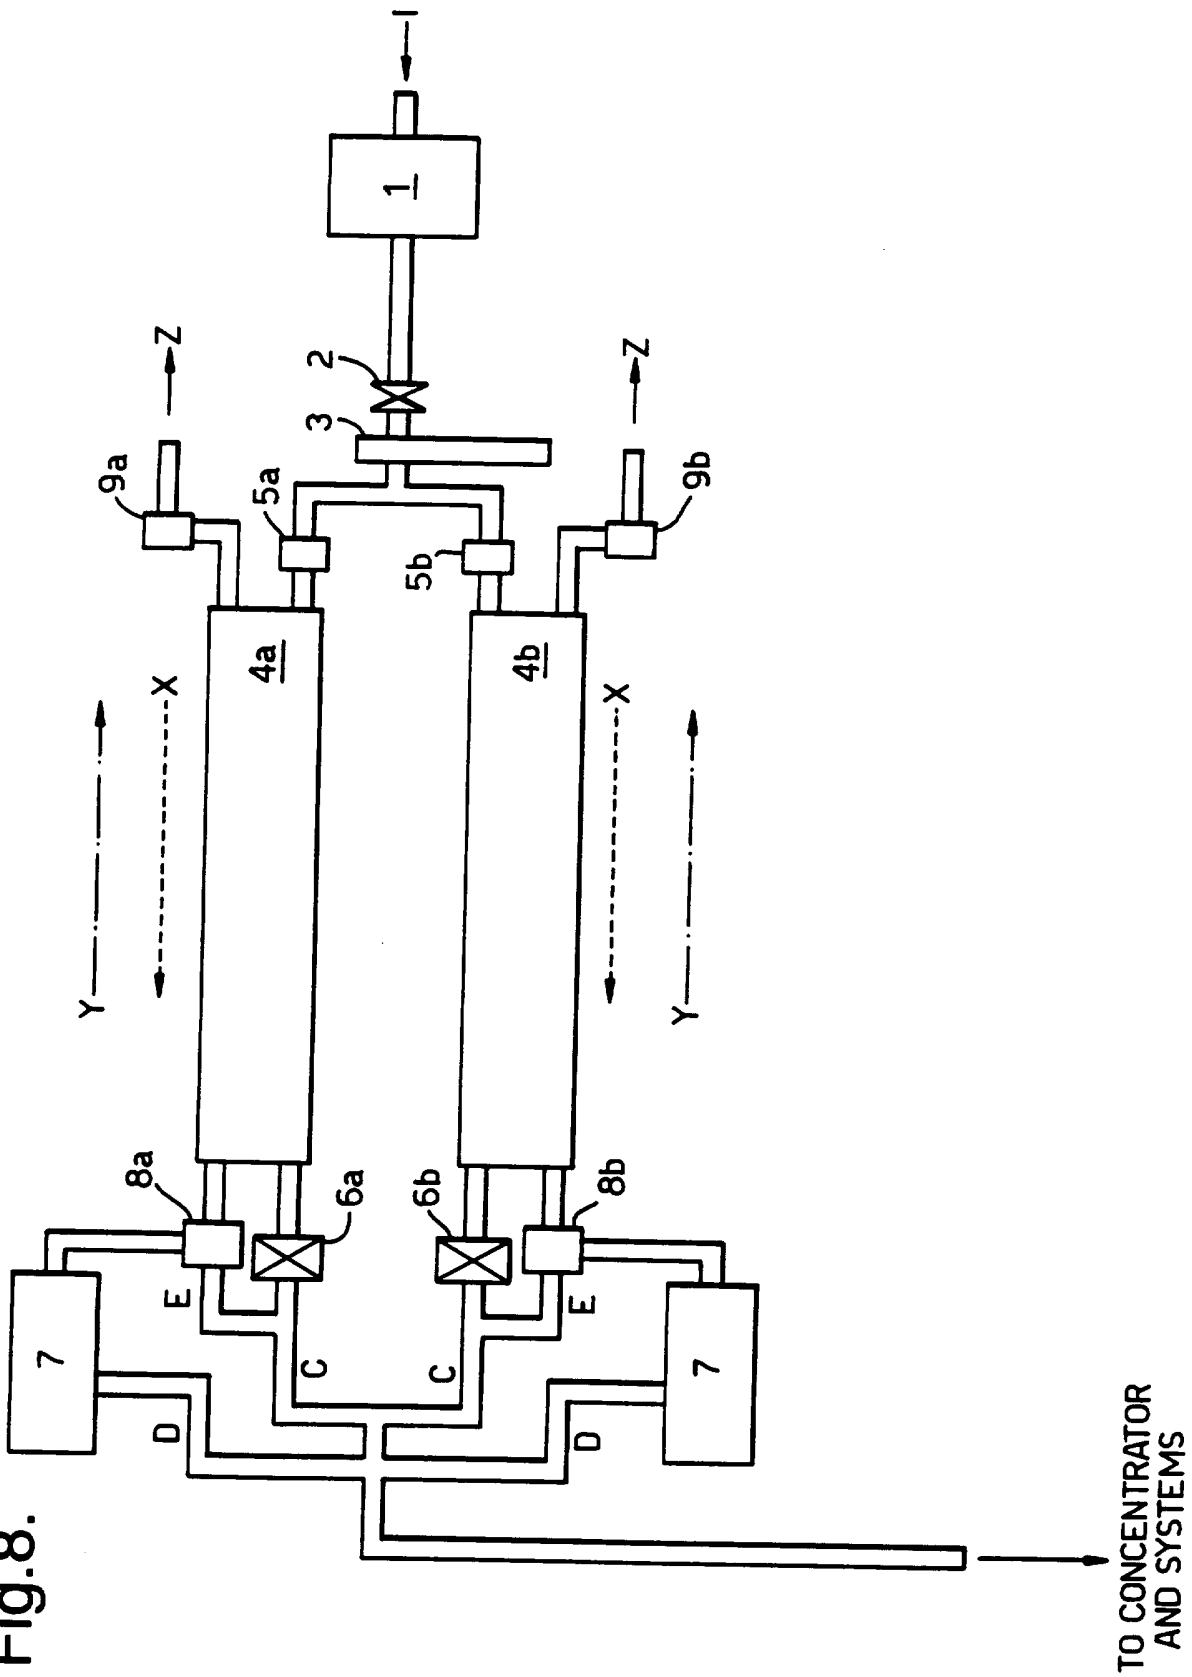 Fig.8.
7
D
E
8a
C
6a
Y
X
4a
9a
5a
Z
3
2
1
I
C
6b
5b
4b
E
8b
D
7
X
Y
9b
Z
TO CONCENTRATOR
AND SYSTEMS